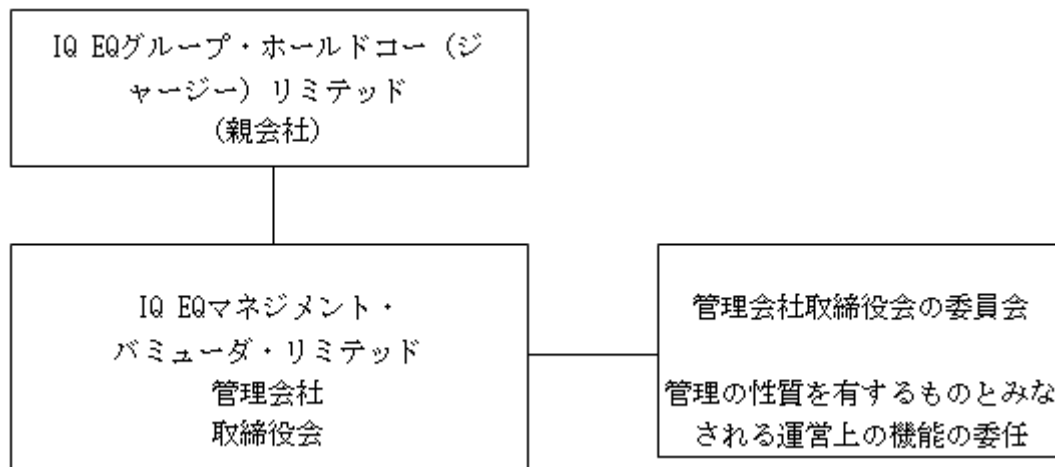 IQ EQグループ・ホールドコー（ジ
ャージー）リミテッド
(親会社)
IQ EQマネジメント・
バミューダ・リミテッド
管理会社
取締役会
管理会社取締役会の委員会
管理の性質を有するものとみな
される運営上の機能の委任